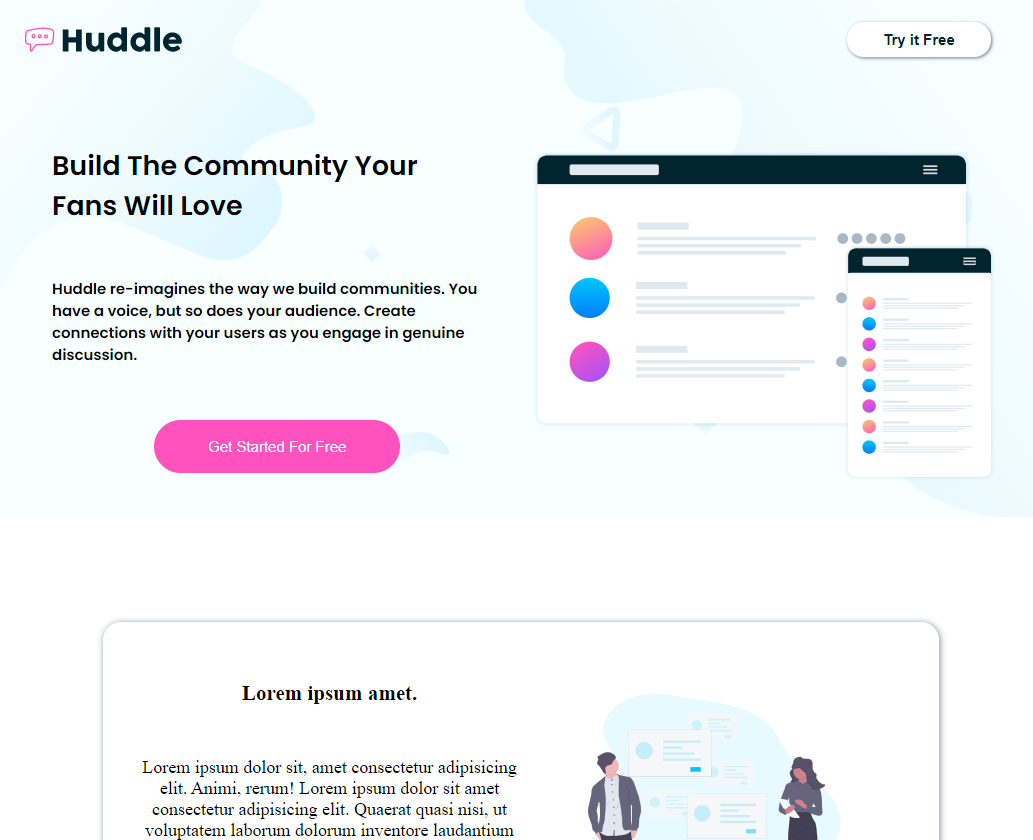 Huddle
Try it Free
Build The Community Your
Fans Will Love
Huddle re-imagines the way we build communities. You
have a voice, but so does your audience. Create
connections with your users as you engage in genuine
discussion.
Get Started For Free
Lorem ipsum amet.
Lorem ipsum dolor sit, amet consectetur adipisicing
elit. Animi, rerum! Lorem ipsum dolor sit amet
consectetur adipisicing elit. Quaerat quasi nisi, ut
voluptatem laborum dolorum inventore laudantium